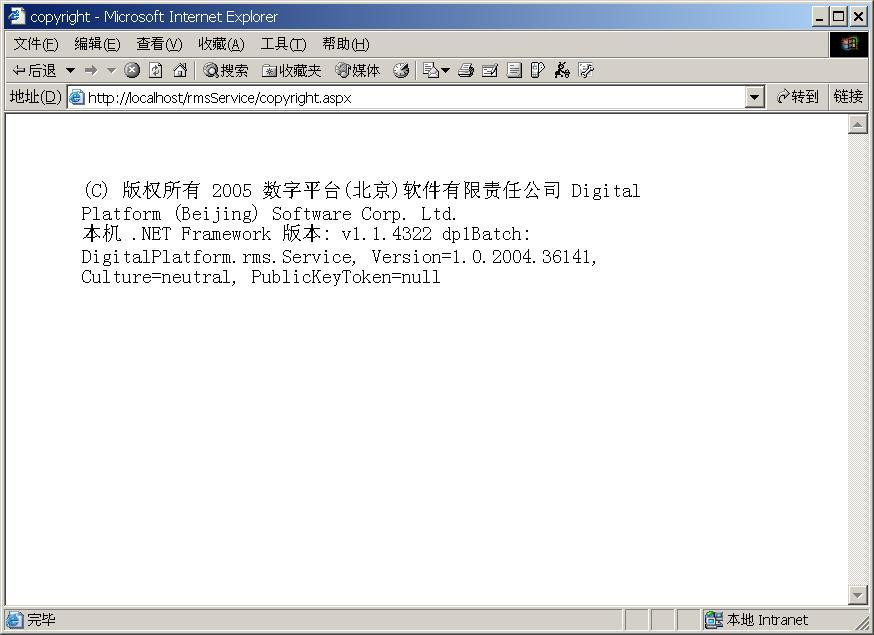 copyright - Microsoft Internet Explorer
文件(F) 编辑(E) 查看(V) 收藏(A) 工具(T) 帮助(H)
后退 搜索 收藏夹 媒体
地址(D) http://localhost/rmsService/copyright.aspx 转到 链接
(C) 版权所有 2005 数字平台(北京)软件有限责任公司 Digital
Platform (Beijing) Software Corp. Ltd.
本机 .NET Framework 版本: v1.1.4322 dp1Batch:
DigitalPlatform.rms.Service, Version=1.0.2004.36141,
Culture=neutral, PublicKeyToken=null
完毕 本地 Intranet